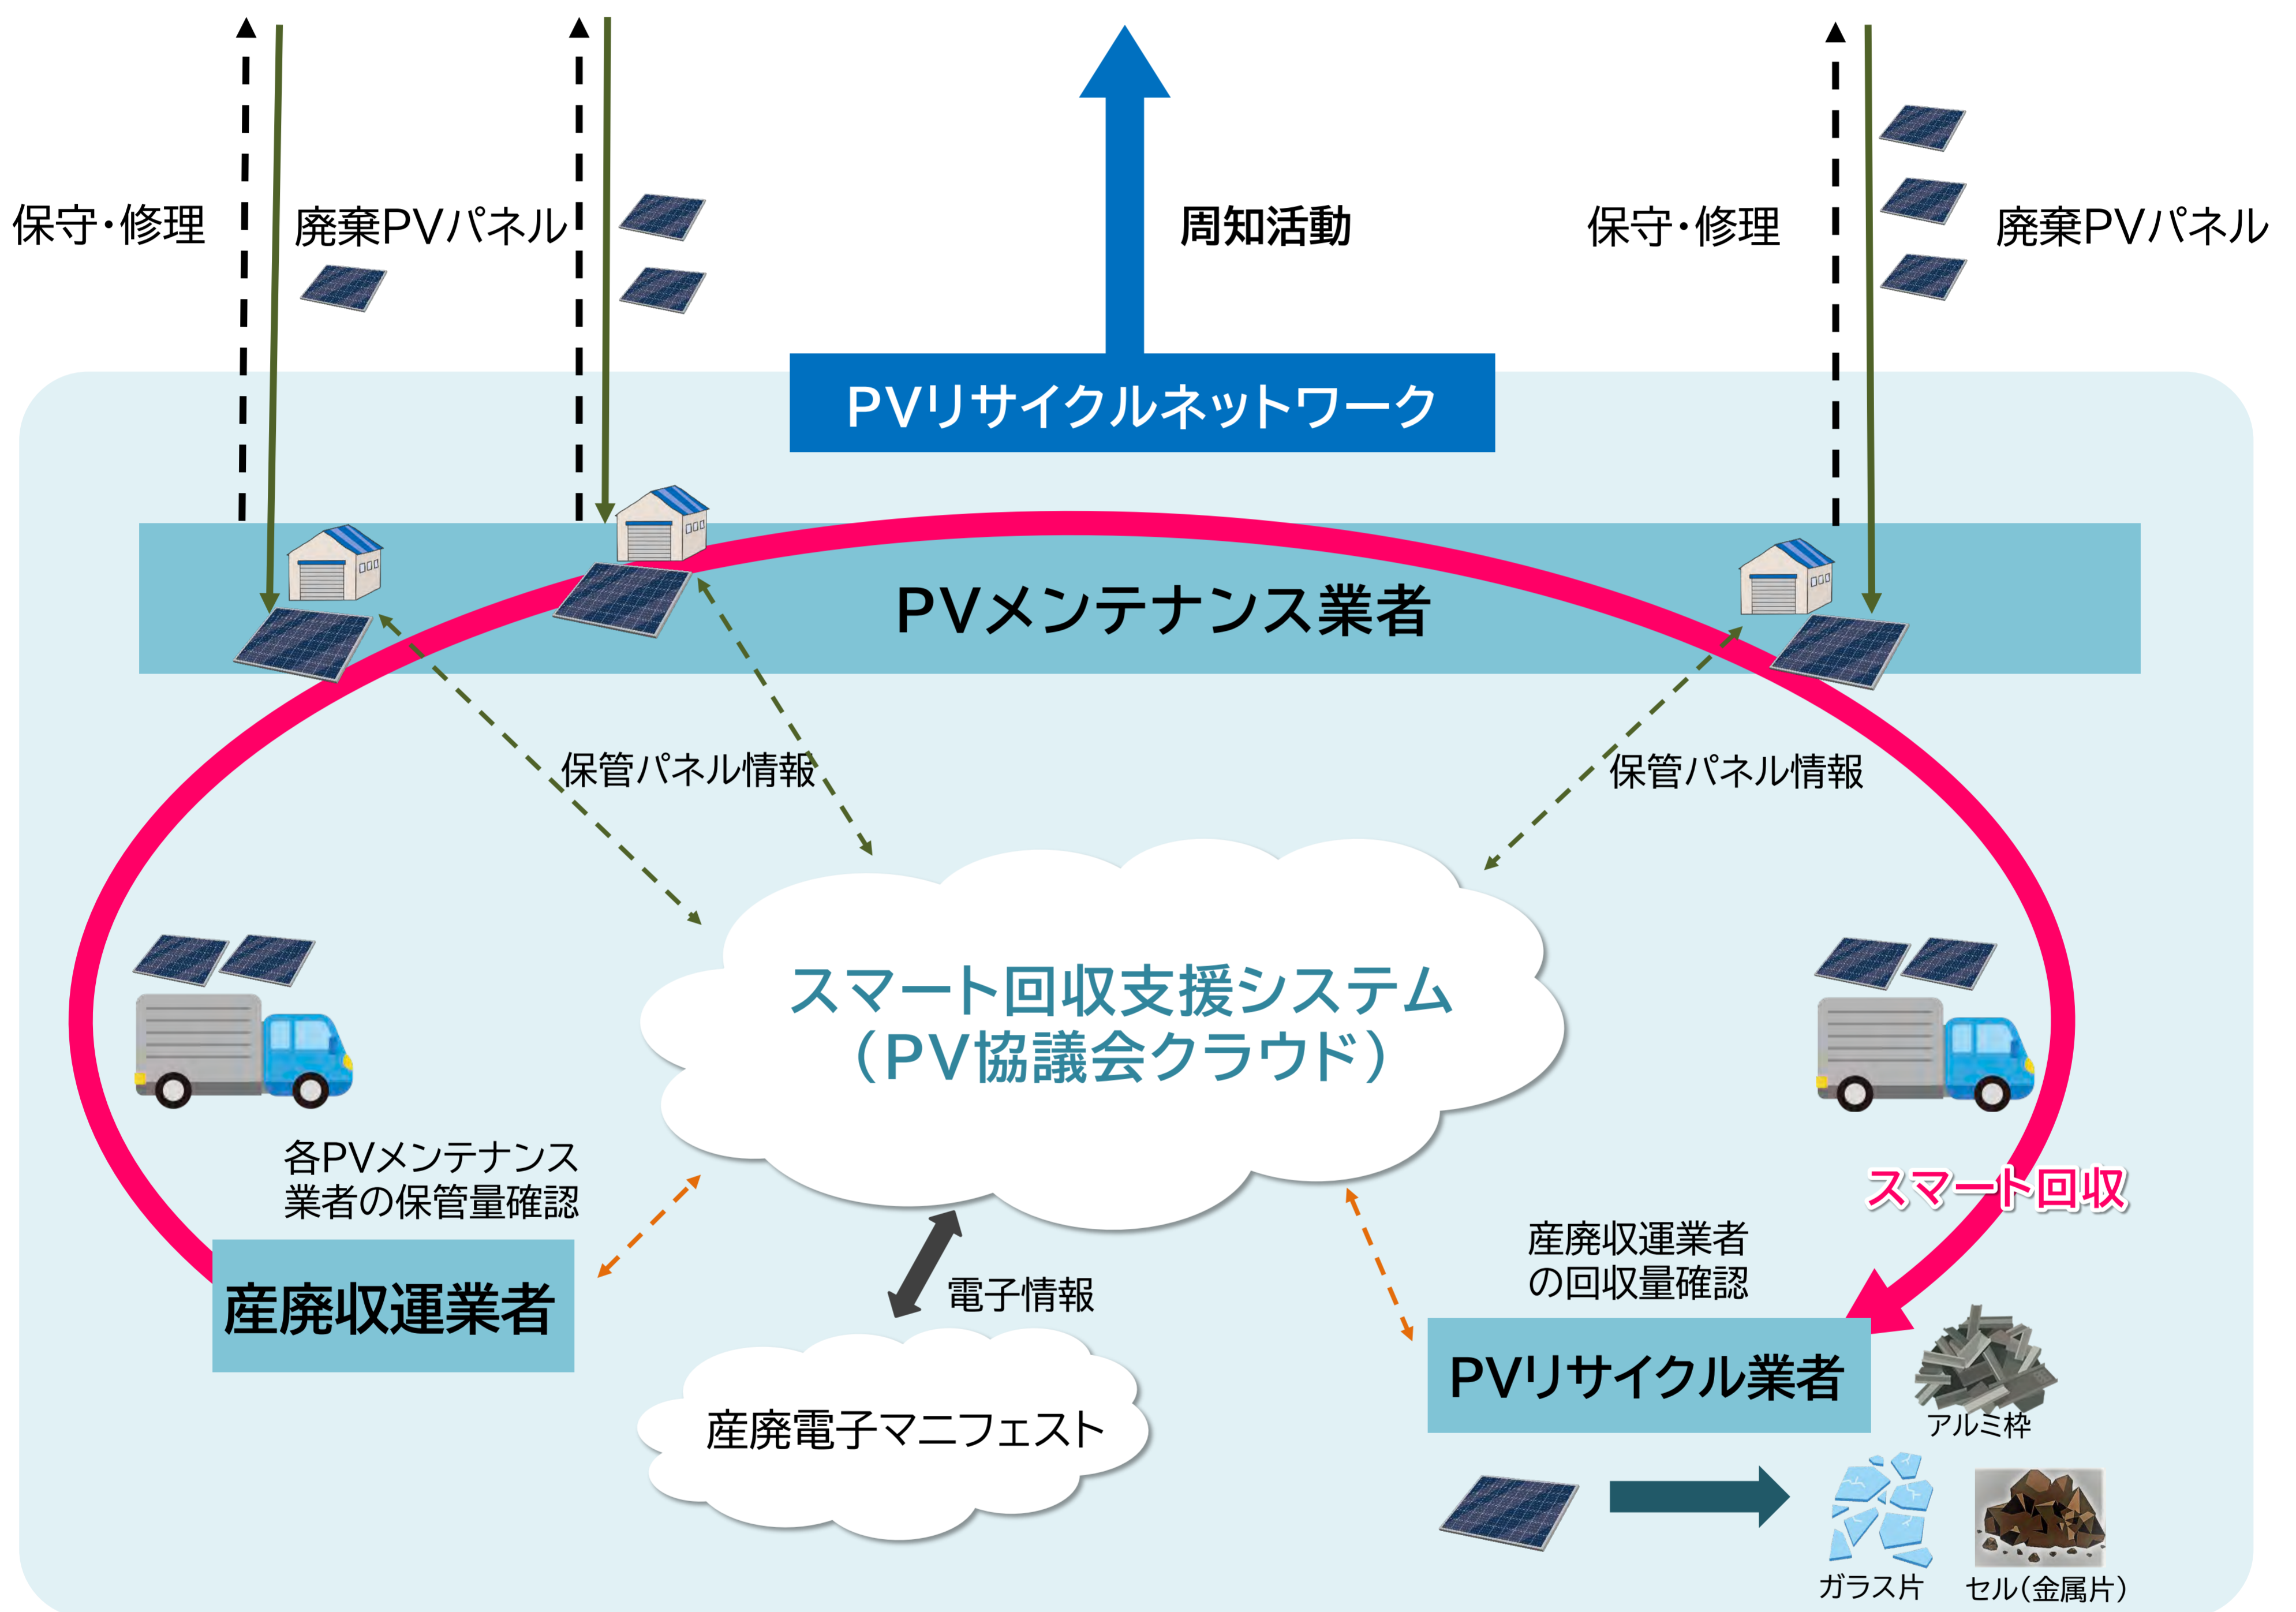 保守・修理
廃棄PVパネル
周知活動
保守・修理
廃棄PVパネル
PVリサイクルネットワーク
PVメンテナンス業者
保管パネル情報
保管パネル情報
スマート回収支援システム
（PV協議会クラウド）
各PVメンテナンス
業者の保管量確認
スマート回収
産廃収運業者
電子情報
産廃収運業者
の回収量確認
PVリサイクル業者
産廃電子マニフェスト
アルミ枠
ガラス片
セル（金属片）